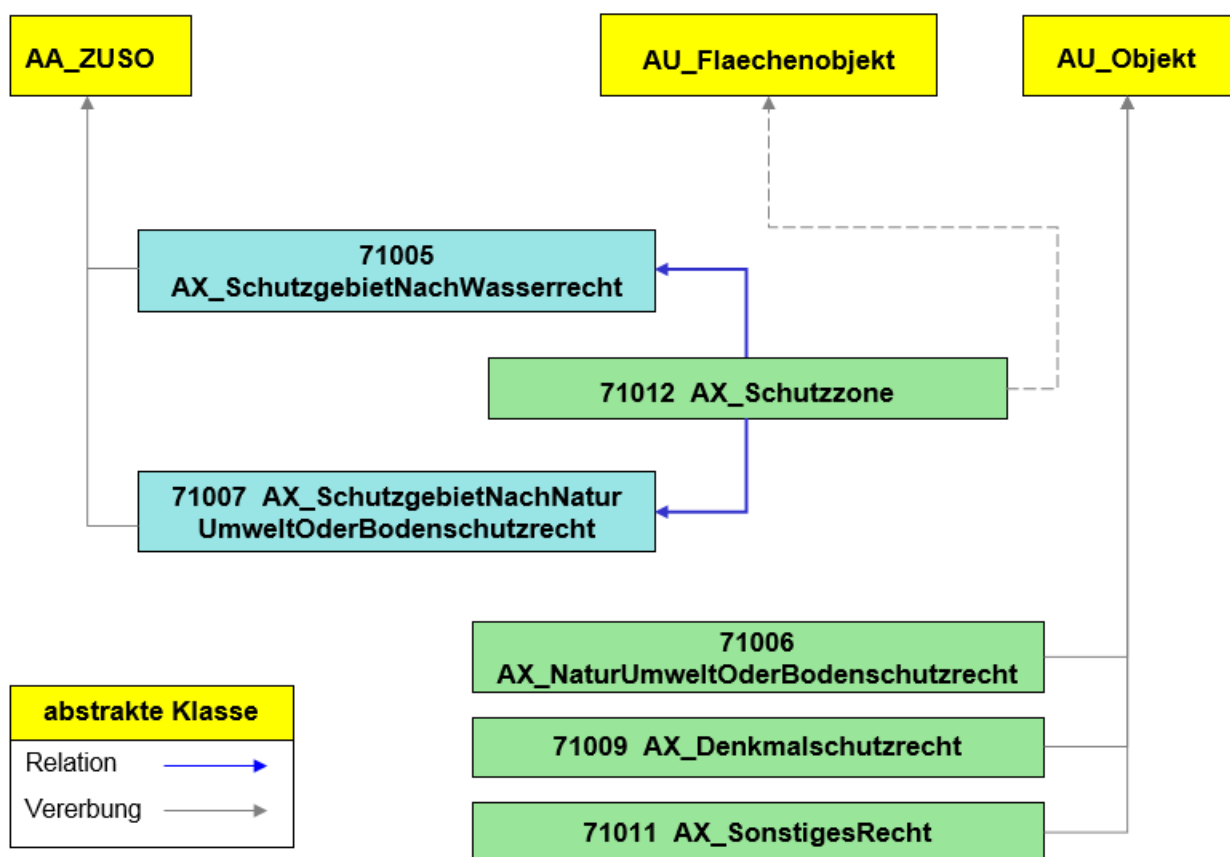 AA_ZUSO
AU_Flaechenobjekt
AU_Objekt
71005
AX_SchutzgebietNachWasserrecht
71012 AX_Schutzzone
71007 AX_SchutzgebietNachNatur
UmweltOderBodenschutzrecht
71006
AX_NaturUmweltOderBodenschutzrecht
71009 AX_Denkmalschutzrecht
71011 AX_SonstigesRecht
abstrakte Klasse
Relation
Vererbung